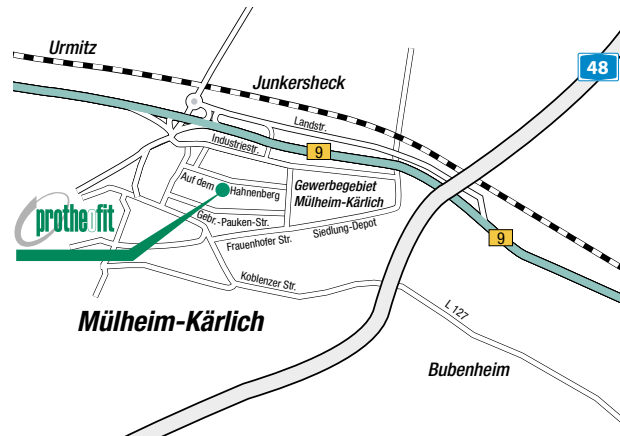 Urmitz
48
Junkersheck
Landstr.
Industriestr.
9
Auf dem Hahnenberg
Gewerbegebiet
Mülheim-Kärlich
protheofit
Gebr.-Pauken-Str.
Siedlung-Depot
Frauenhofer Str.
9
Koblenzer Str.
L 127
Mülheim-Kärlich
Bubenheim